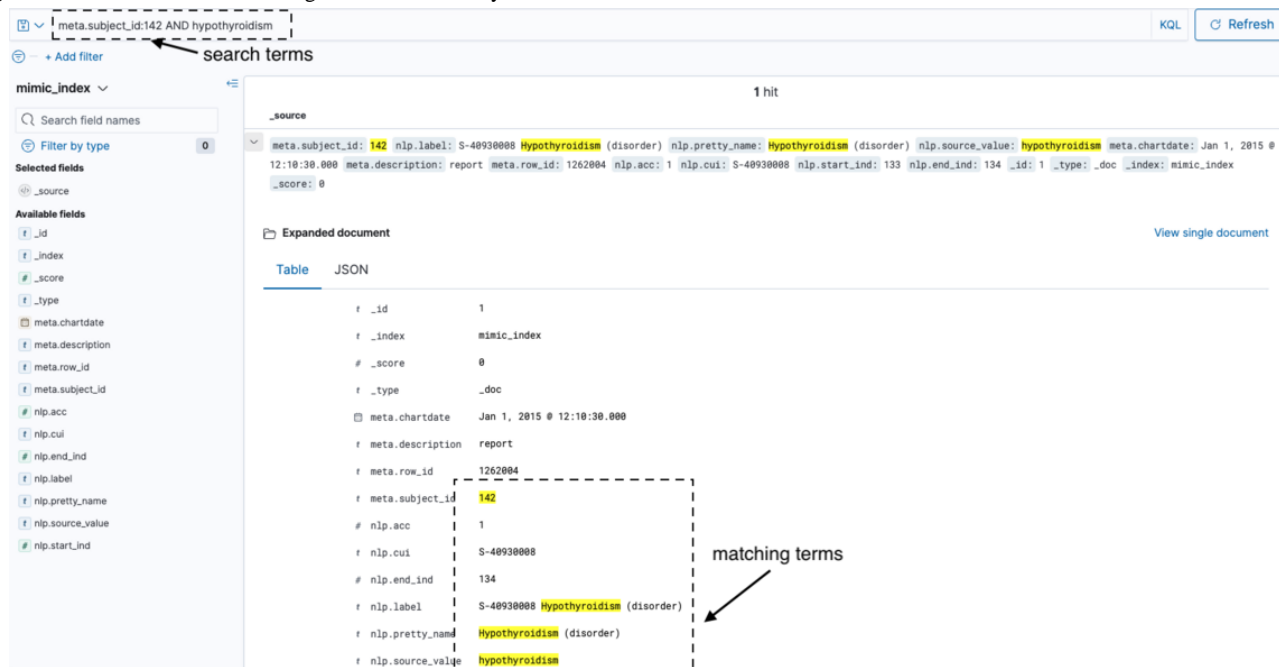 meta.subject_id:142 AND hypothyroidism
KQL
Refresh
+ Add filter
search terms
mimic_index
1 hit
_source
Search field names
Filter by type 0
meta.subject_id: 142 nlp.label: S-40930008 Hypothyroidism (disorder) nlp.pretty_name: Hypothyroidism (disorder) nlp.source_value: hypothyroidism meta.chartdate: Jan 1, 2015 @
12:10:30.000 meta.description: report meta.row_id: 1262004 nlp.acc: 1 nlp.cui: S-40930008 nlp.start_ind: 133 nlp.end_ind: 134 _id: 1 _type: _doc _index: mimic_index
_score: 0
Selected fields
_source
Available fields
t _id
t _index
# _score
t _type
meta.chartdate
t meta.description
t meta.row_id
t meta.subject_id
# nlp.acc
t nlp.cui
# nlp.end_ind
t nlp.label
t nlp.pretty_name
t nlp.source_value
# nlp.start_ind
Expanded document
View single document
Table JSON
t _id 1
t _index mimic_index
# _score 0
t _type _doc
meta.chartdate Jan 1, 2015 @ 12:10:30.000
t meta.description report
t meta.row_id 1262004
t meta.subject_id 142
# nlp.acc 1
t nlp.cui S-40930008
# nlp.end_ind 134
t nlp.label S-40930008 Hypothyroidism (disorder)
t nlp.pretty_name Hypothyroidism (disorder)
t nlp.source_value hypothyroidism
matching terms